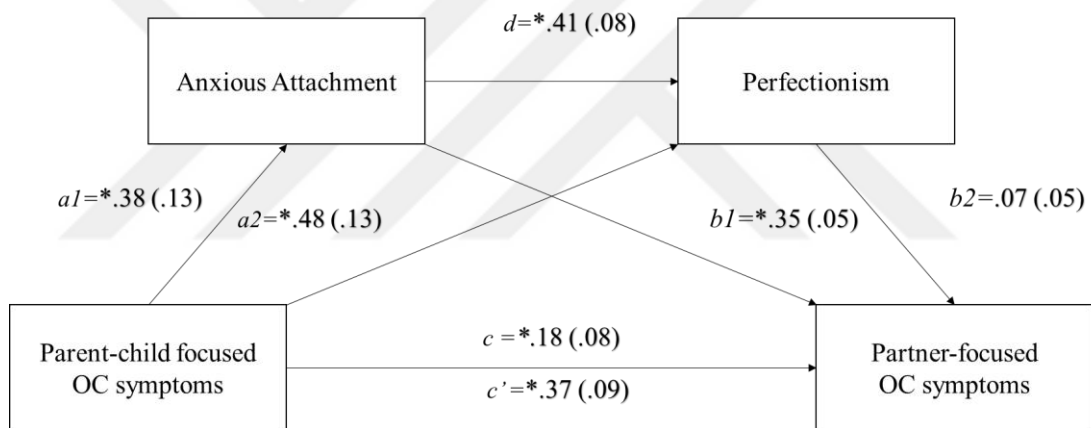 d=*.41 (.08)
Anxious Attachment
Perfectionism
a1=*.38 (.13)
a2=*.48 (.13)
b1=*.35 (.05)
b2=.07 (.05)
Parent-child focused
OC symptoms
c =*.18 (.08)
c’=*.37 (.09)
Partner-focused
OC symptoms